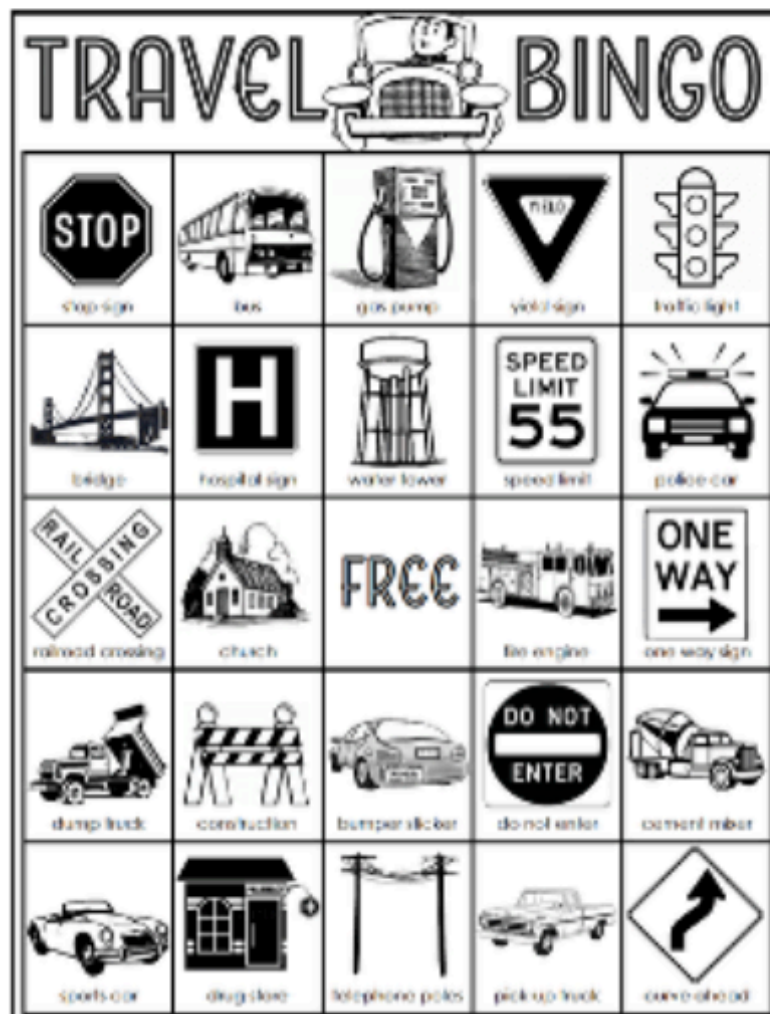 TRAVEL BINGO
STOP
YIELD
stop sign
bus
gas pump
yield sign
traffic light
H
SPEED
LIMIT
55
bridge
hospital sign
water tower
speed limit
police car
RAIL
CROSSING
ROAD
FREE
ONE
WAY
railroad crossing
church
fire engine
one way sign
DO NOT
ENTER
dump truck
construction
bumper sticker
do not enter
cement mixer
sports car
drug store
telephone poles
pick up truck
curve ahead